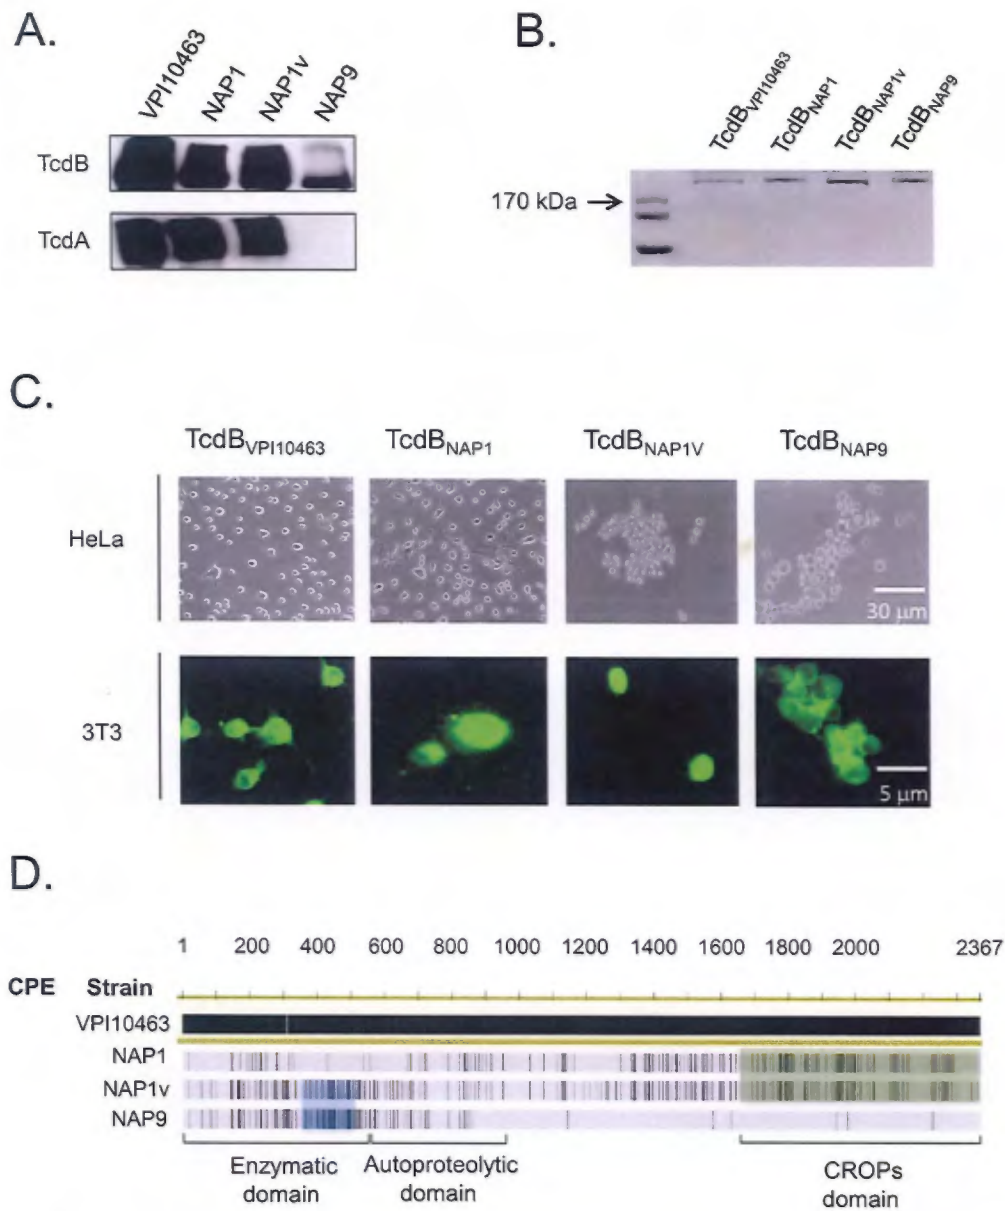 A.
VPI10463 NAP1 NAP1v NAP9
TcdB
TcdA
B.
TcdBVPI10463 TcdBNAP1 TcdBNAP1v TcdBNAP9
170 kDa →
C.
TcdBVPI10463 TcdBNAP1 TcdBNAP1V TcdBNAP9
HeLa
30 µm
3T3
5 µm
D.
1 200 400 600 800 1000 1200 1400 1600 1800 2000 2367
CPE Strain
VPI10463
NAP1
NAP1v
NAP9
Enzymatic domain
Autoproteolytic domain
CROPs domain